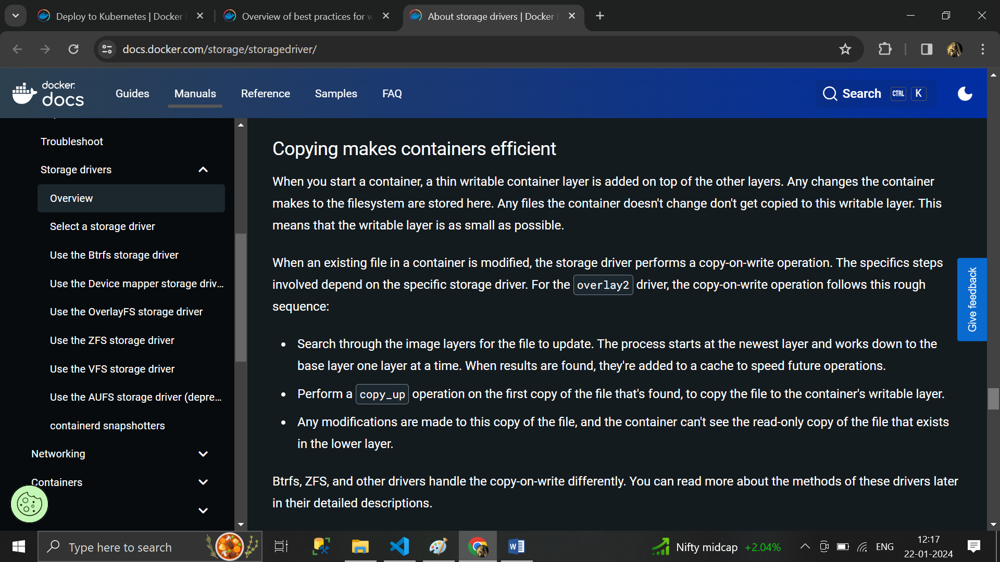 Deploy to Kubernetes | Docker
Overview of best practices for w
About storage drivers | Docker
docs.docker.com/storage/storagedriver/
docker
docs
Guides
Manuals
Reference
Samples
FAQ
Search
CTRL
K
Troubleshoot
Storage drivers
Overview
Select a storage driver
Use the Btrfs storage driver
Use the Device mapper storage driv...
Use the OverlayFS storage driver
Use the ZFS storage driver
Use the VFS storage driver
Use the AUFS storage driver (depre...
containerd snapshotters
Networking
Containers
Copying makes containers efficient
When you start a container, a thin writable container layer is added on top of the other layers. Any changes the container
makes to the filesystem are stored here. Any files the container doesn't change don't get copied to this writable layer. This
means that the writable layer is as small as possible.
When an existing file in a container is modified, the storage driver performs a copy-on-write operation. The specifics steps
involved depend on the specific storage driver. For the overlay2 driver, the copy-on-write operation follows this rough
sequence:
• Search through the image layers for the file to update. The process starts at the newest layer and works down to the
base layer one layer at a time. When results are found, they're added to a cache to speed future operations.
• Perform a copy_up operation on the first copy of the file that's found, to copy the file to the container's writable layer.
• Any modifications are made to this copy of the file, and the container can't see the read-only copy of the file that exists
in the lower layer.
Btrfs, ZFS, and other drivers handle the copy-on-write differently. You can read more about the methods of these drivers later
in their detailed descriptions.
Give feedback
Type here to search
Nifty midcap +2.04%
ENG
12:17
22-01-2024